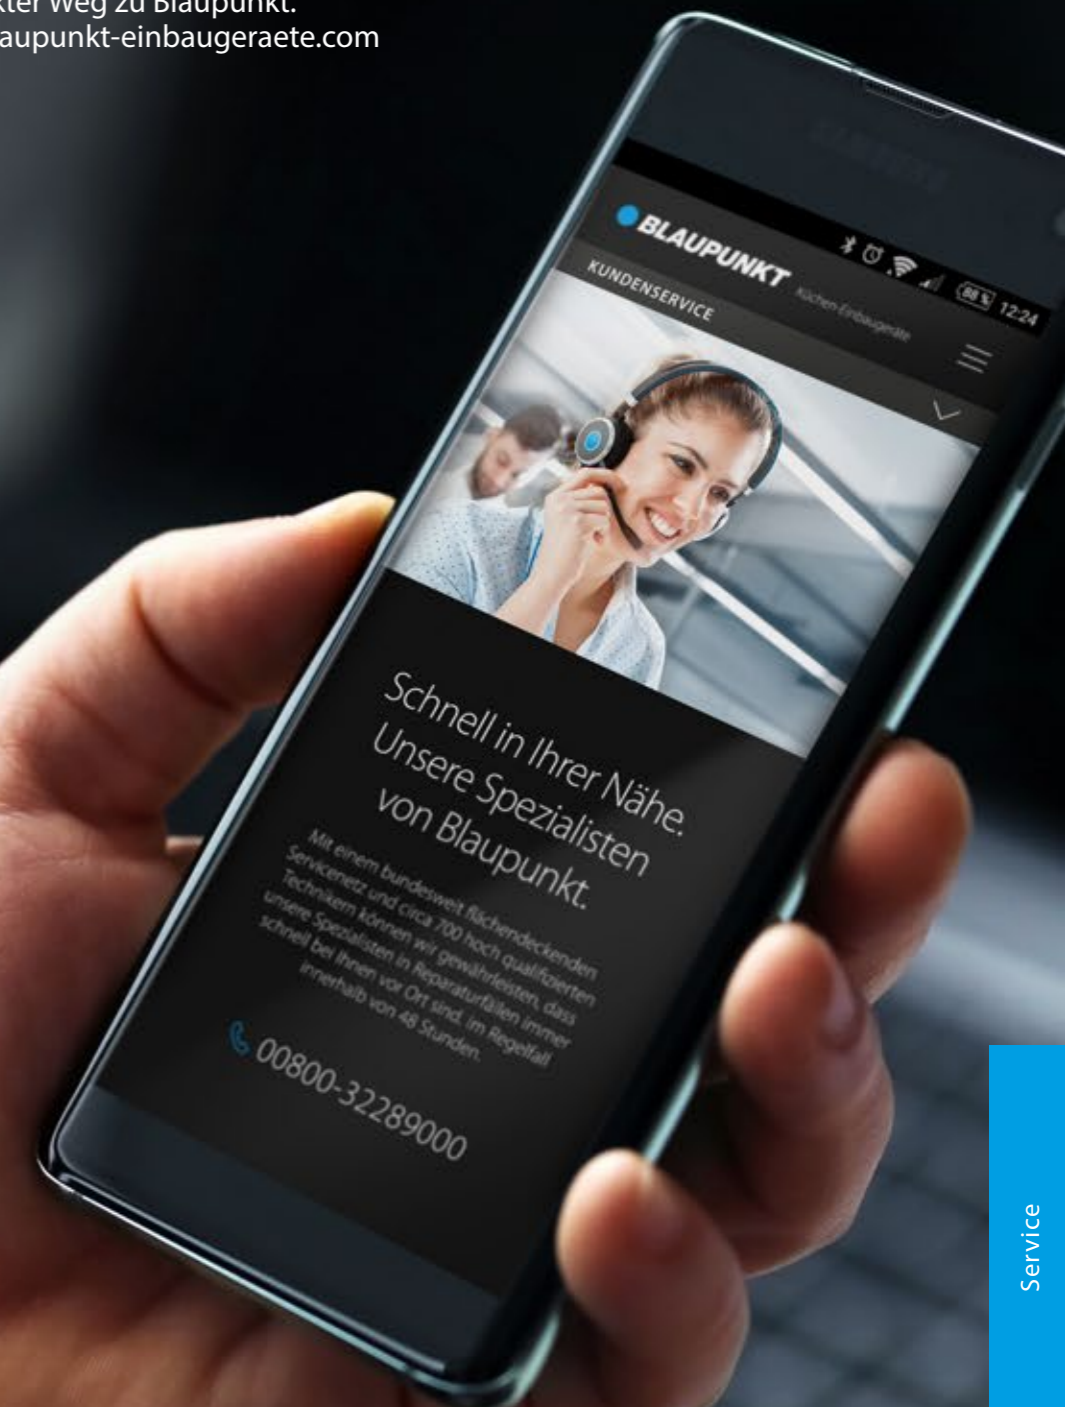 kter Weg zu Blaupunkt.
aupunkt-einbaugeraete.com
SAMSUNG
88 % 12:24
BLAUPUNKT Küchen-Einbaugeräte
KUNDENSERVICE
Schnell in Ihrer Nähe.
Unsere Spezialisten
von Blaupunkt.
Mit einem bundesweit flächendeckenden
Servicenetz und circa 700 hoch qualifizierten
Technikern können wir gewährleisten, dass
unsere Spezialisten in Reparaturfällen immer
schnell bei Ihnen vor Ort sind. im Regelfall
innerhalb von 48 Stunden.
00800-32289000
Service